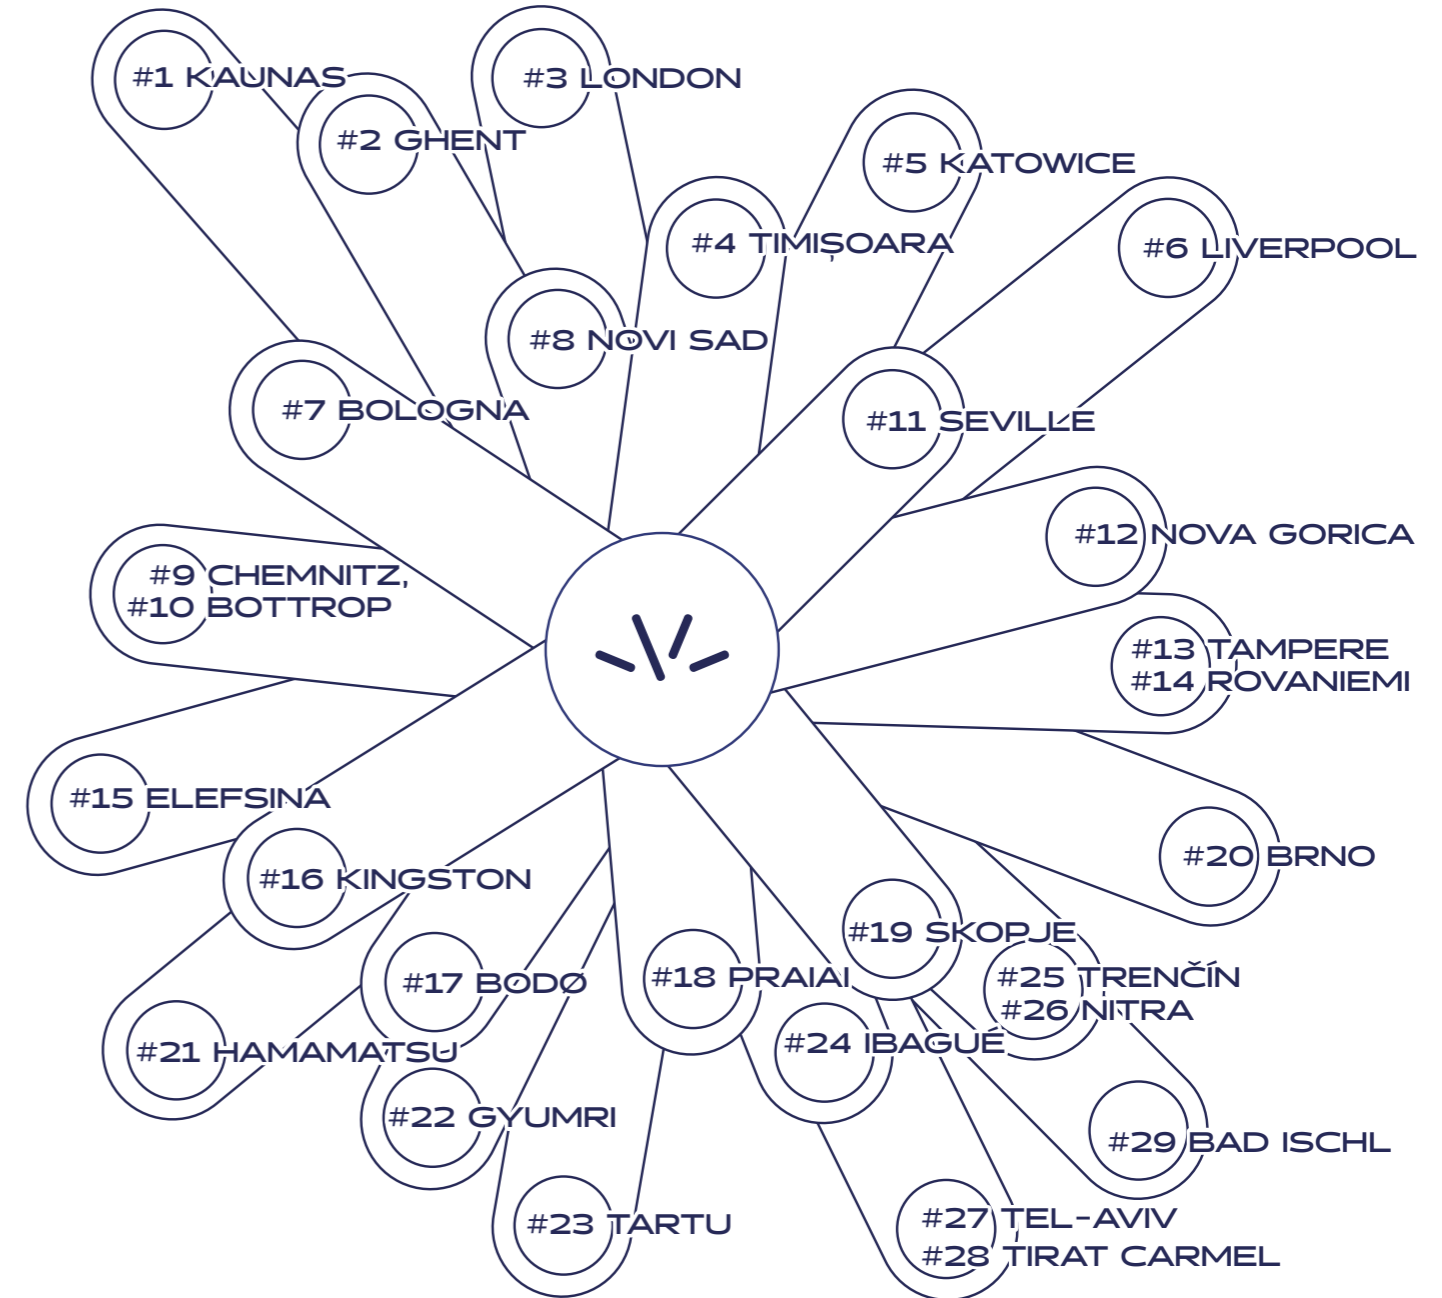 #1 KAUNAS
#2 GHENT
#3 LONDON
#4 TIMIȘOARA
#5 KATOWICE
#6 LIVERPOOL
#7 BOLOGNA
#8 NOVI SAD
#9 CHEMNITZ,
#10 BOTTROP
#11 SEVILLE
#12 NOVA GORICA
#13 TAMPERE
#14 ROVANIEMI
#15 ELEFSINA
#16 KINGSTON
#17 BODØ
#18 PRAIAI
#19 SKOPJE
#20 BRNO
#21 HAMAMATSU
#22 GYUMRI
#23 TARTU
#24 IBAGUÉ
#25 TRENČÍN
#26 NITRA
#27 TEL-AVIV
#28 TIRAT CARMEL
#29 BAD ISCHL